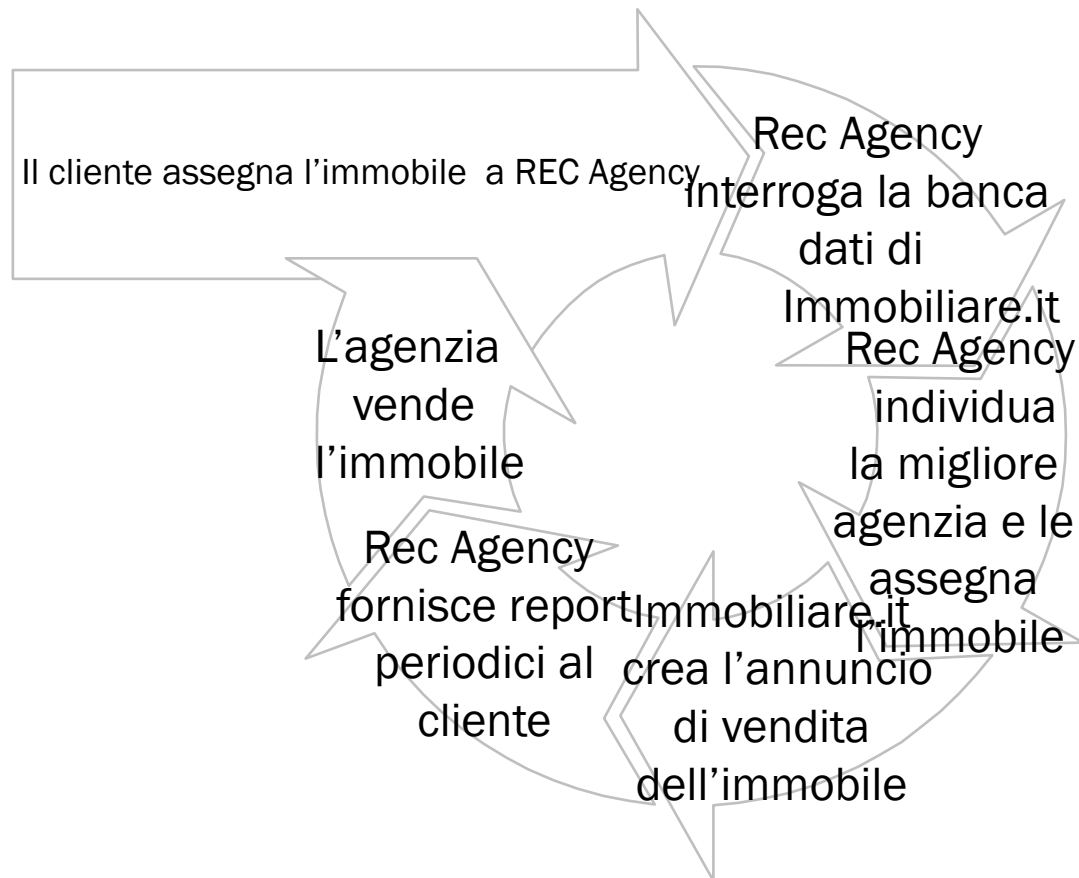 Il cliente assegna l’immobile  a REC Agency
Rec Agency
interroga la banca
dati di
Immobiliare.it
Rec Agency
individua
la migliore
agenzia e le
assegna
l’immobile
Immobiliare.it
crea l’annuncio
di vendita
dell’immobile
Rec Agency
fornisce report
periodici al
cliente
L’agenzia
vende
l’immobile